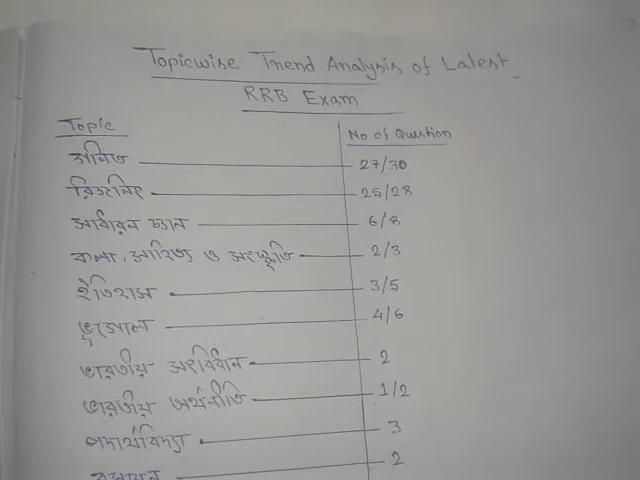 Topicwise Trend Analysis of Latest
RRB Exam
Topic No of Question
গণিত 27/30
রিজনিং 25/28
সাধারন জ্ঞান 6/8
কলা, সাহিত্য ও সংস্কৃতি 2/3
ইতিহাস 3/5
ভূগোল 4/6
ভারতীয় সংবিধান 2
ভারতীয় অর্থনীতি 1/2
পদার্থবিদ্যা 3
রসায়ন 2